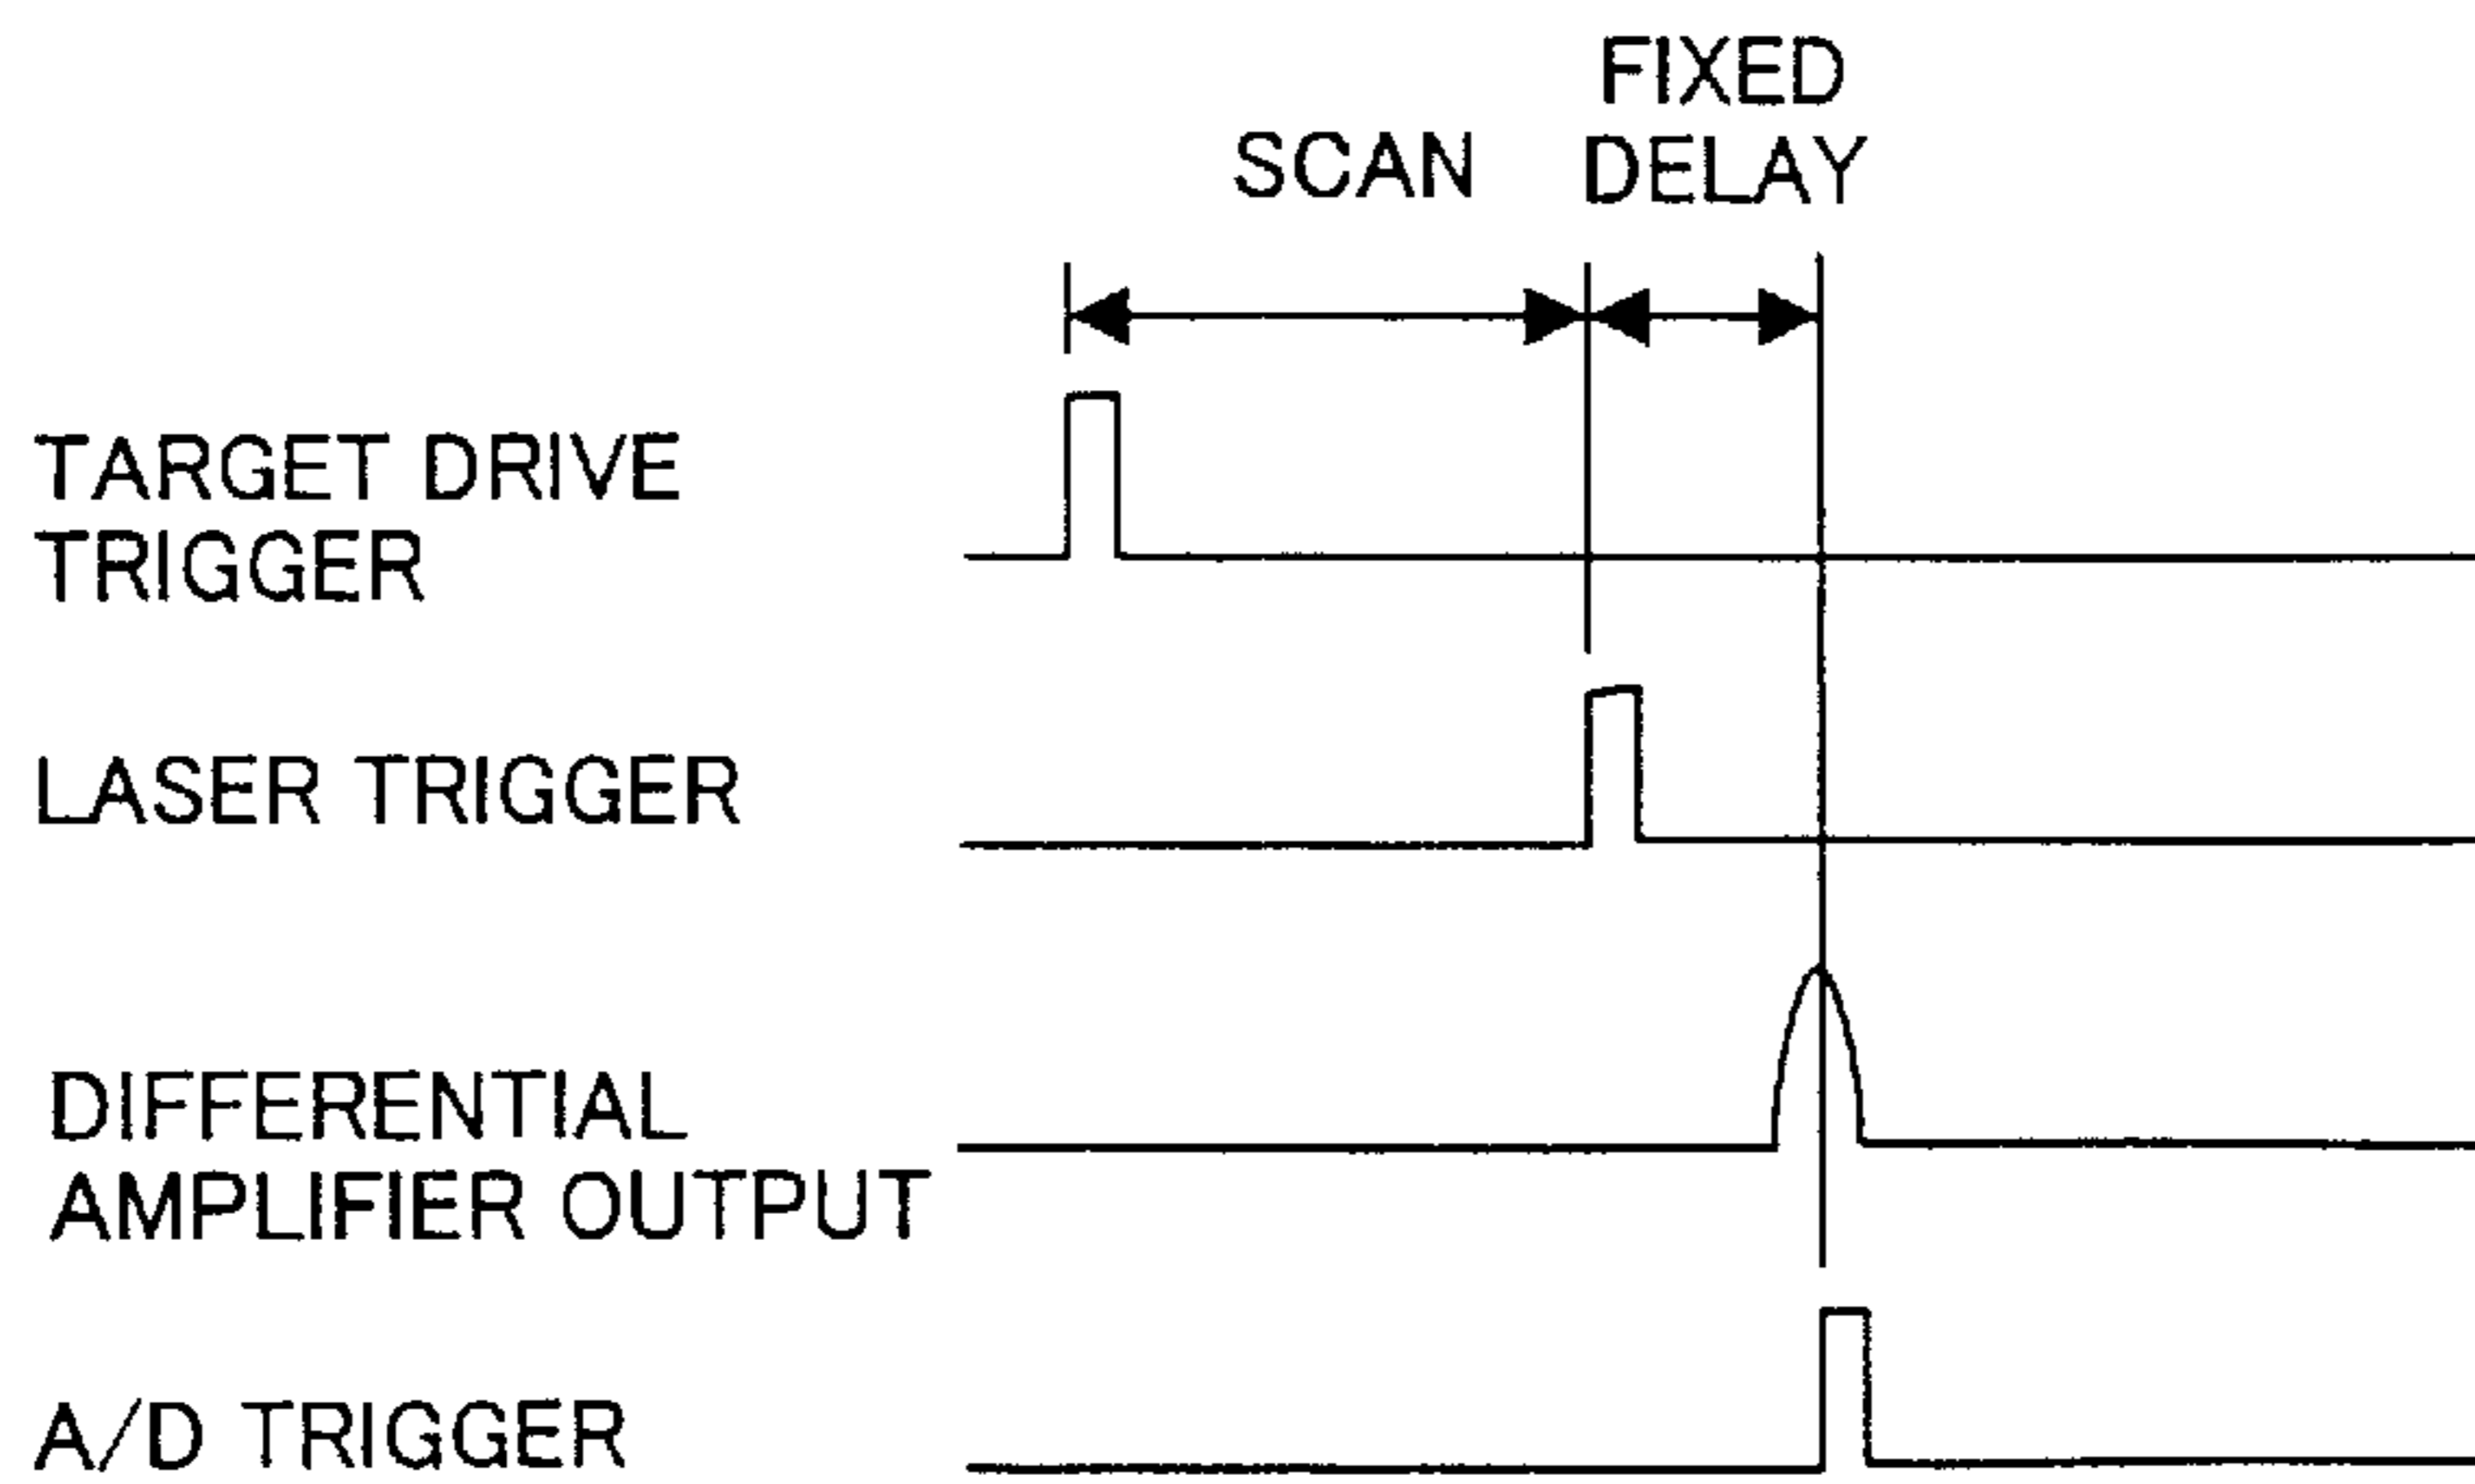 FIXED
SCAN DELAY
TARGET DRIVE
TRIGGER
LASER TRIGGER
DIFFERENTIAL
AMPLIFIER OUTPUT
A/D TRIGGER